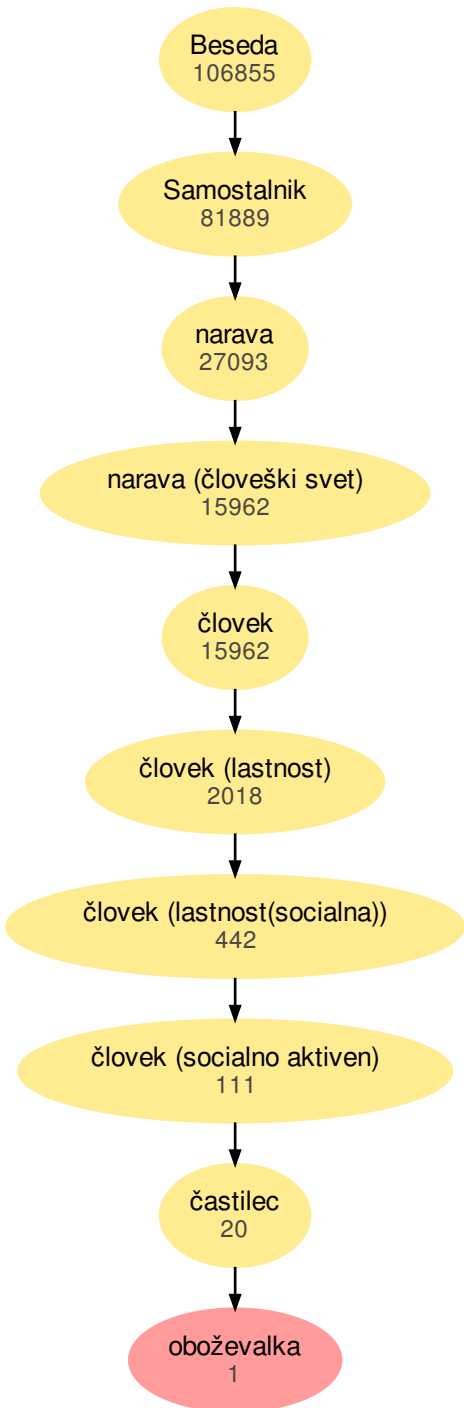 Beseda
106855
Samostalnik
81889
narava
27093
narava (človeški svet)
15962
človek
15962
človek (lastnost)
2018
človek (lastnost(socialna))
442
človek (socialno aktiven)
111
častilec
20
oboževalka
1